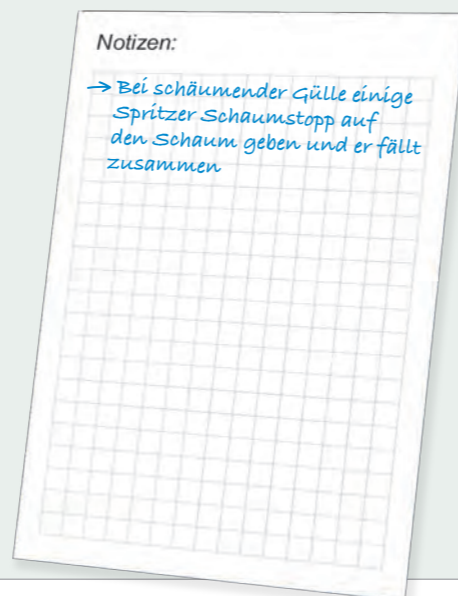 Notizen:
→ Bei schäumender Gülle einige
Spritzer Schaumstopp auf
den Schaum geben und er fällt
zusammen